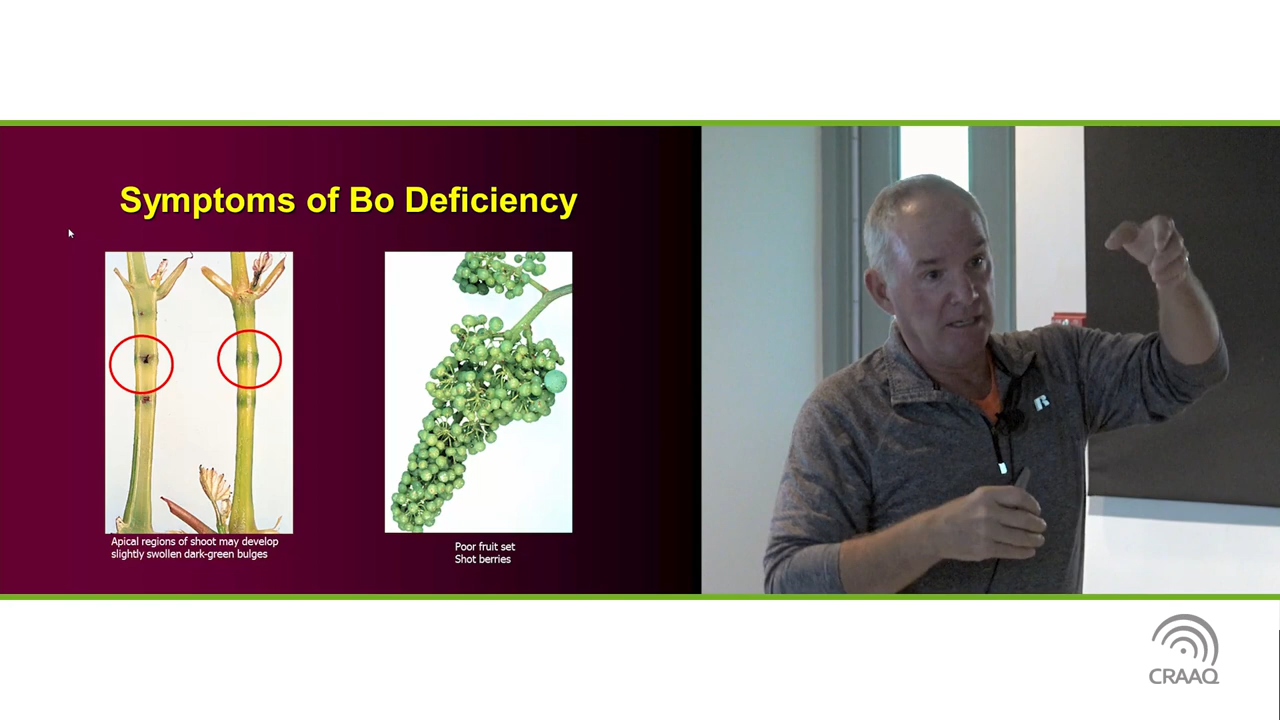 Symptoms of Bo Deficiency
Apical regions of shoot may develop
slightly swollen dark-green bulges
Poor fruit set
Shot berries
CRAAQ